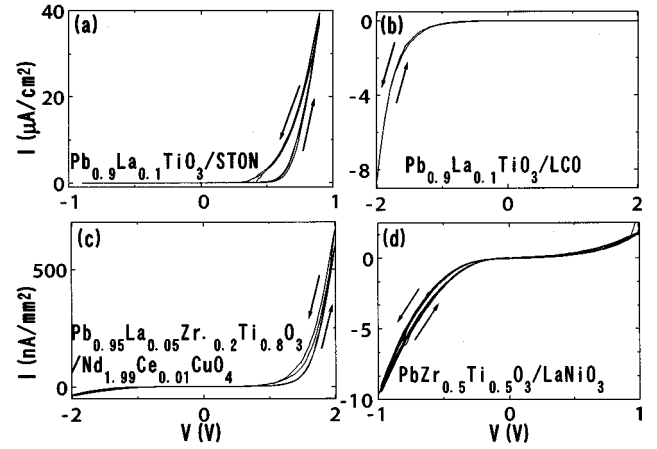 (a)
40
20
0
I (μA/cm2)
Pb0.9La0.1TiO3/STON
-1
0
1
(b)
0
-4
-8
Pb0.9La0.1TiO3/LCO
-2
0
2
(c)
500
0
I (nA/mm2)
Pb0.95La0.05Zr.0.2Ti0.8O3
/Nd1.99Ce0.01CuO4
-2
0
2
V (V)
(d)
0
-5
-10
PbZr0.5Ti0.5O3/LaNiO3
-1
0
1
V (V)